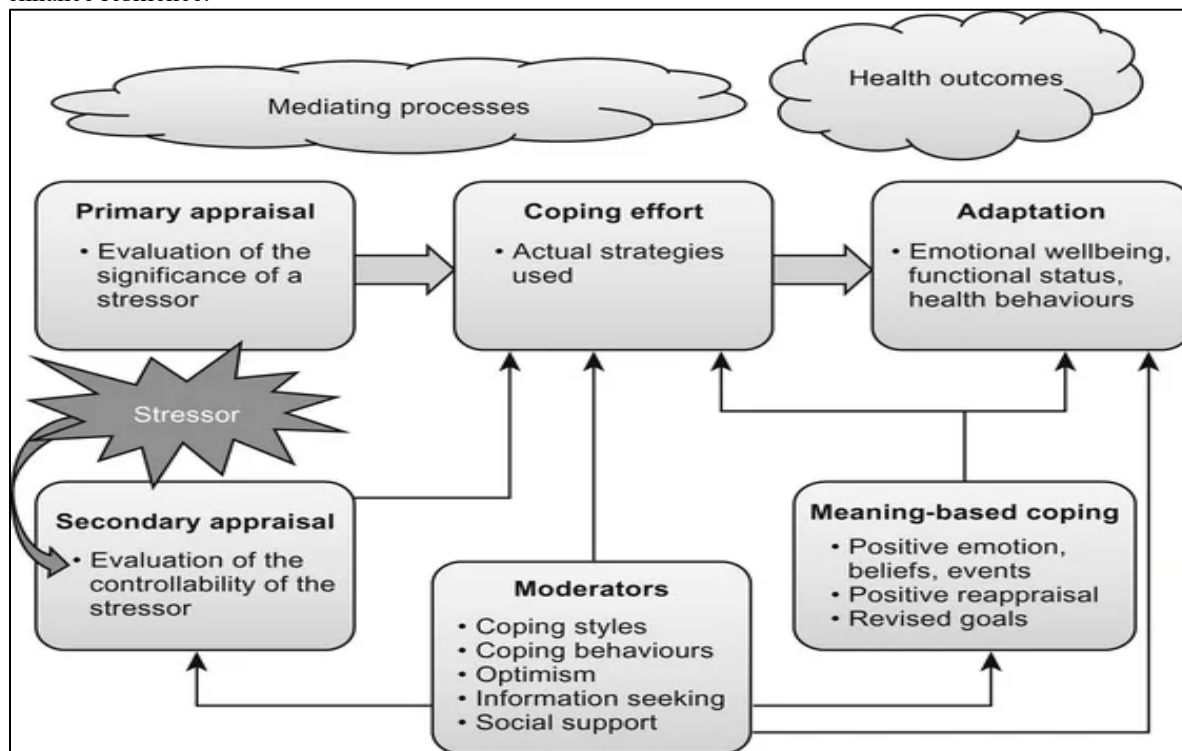 Mediating processes
Health outcomes
Primary appraisal
• Evaluation of the
significance of a
stressor
Coping effort
• Actual strategies
used
Adaptation
• Emotional wellbeing,
functional status,
health behaviours
Stressor
Secondary appraisal
• Evaluation of the
controllability of the
stressor
Moderators
• Coping styles
• Coping behaviours
• Optimism
• Information seeking
• Social support
Meaning-based coping
• Positive emotion,
beliefs, events
• Positive reappraisal
• Revised goals